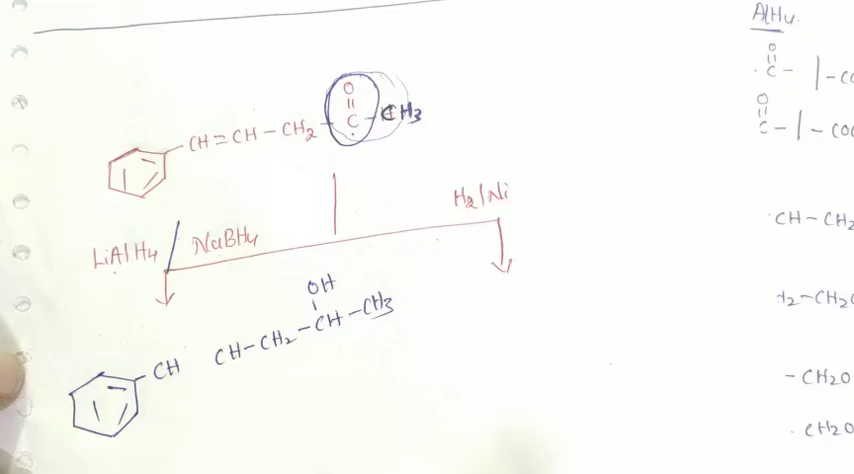 AlH4.
O
||
C - | - CO
O
||
C - | - COO
O
||
CH = CH - CH2 - C - CH3
LiAlH4 / NaBH4
H2/Ni
CH - CH2
H2 - CH2O
- CH2O
CH2O
OH
|
CH CH - CH2 - CH - CH3